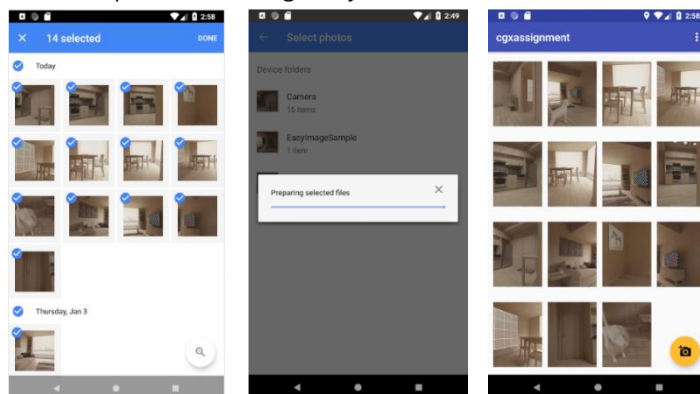 2:58
14 selected
DONE
Today
Thursday, Jan 3
2:49
Select photos
Device folders
Camera
15 items
EasyImageSample
1 item
Preparing selected files
2:58
cgxassignment